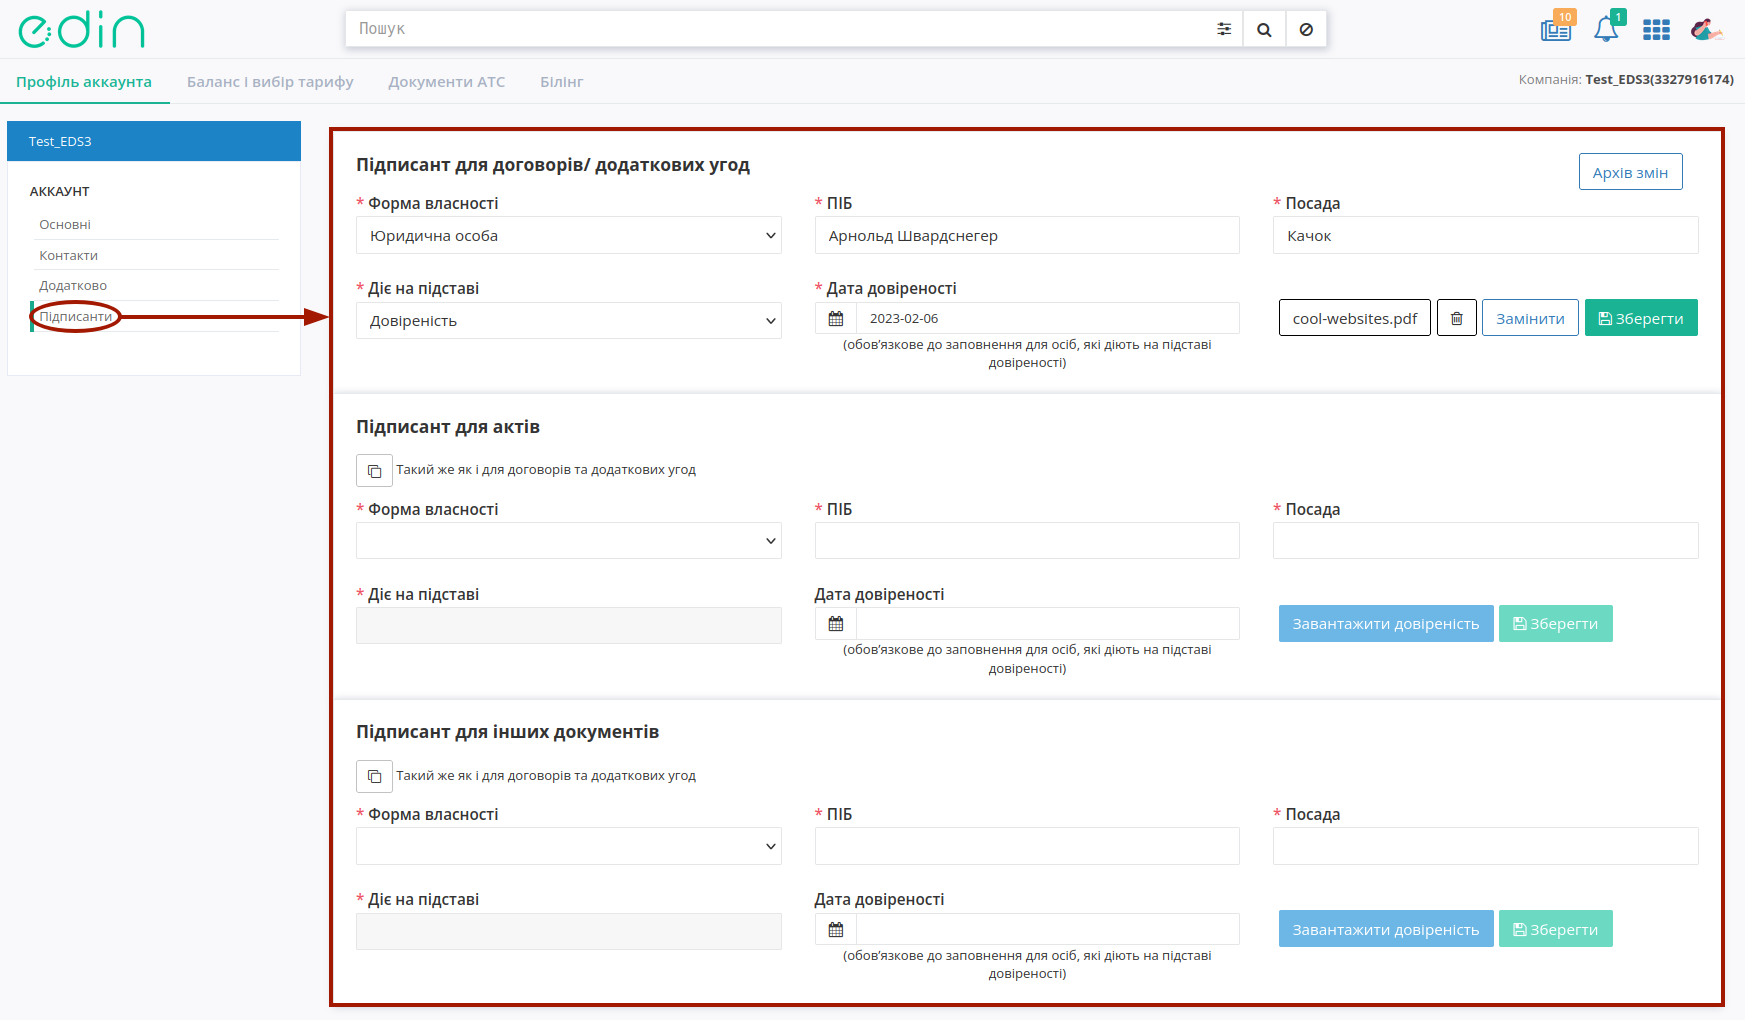 edin
Пошук
10
1
Профіль аккаунта
Баланс і вибір тарифу
Документи АТС
Білінг
Компанія: Test_EDS3(3327916174)
Test_EDS3
АККАУНТ
Основні
Контакти
Додатково
Підписанти
Підписант для договорів/ додаткових угод
Архів змін
* Форма власності
* ПІБ
* Посада
Юридична особа
Арнольд Швардснегер
Качок
* Діє на підставі
* Дата довіреності
Довіреність
2023-02-06
cool-websites.pdf
Замінити
Зберегти
(обов'язкове до заповнення для осіб, які діють на підставі
довіреності)
Підписант для актів
Такий же як і для договорів та додаткових угод
* Форма власності
* ПІБ
* Посада
* Діє на підставі
Дата довіреності
Завантажити довіреність
Зберегти
(обов'язкове до заповнення для осіб, які діють на підставі
довіреності)
Підписант для інших документів
Такий же як і для договорів та додаткових угод
* Форма власності
* ПІБ
* Посада
* Діє на підставі
Дата довіреності
Завантажити довіреність
Зберегти
(обов'язкове до заповнення для осіб, які діють на підставі
довіреності)